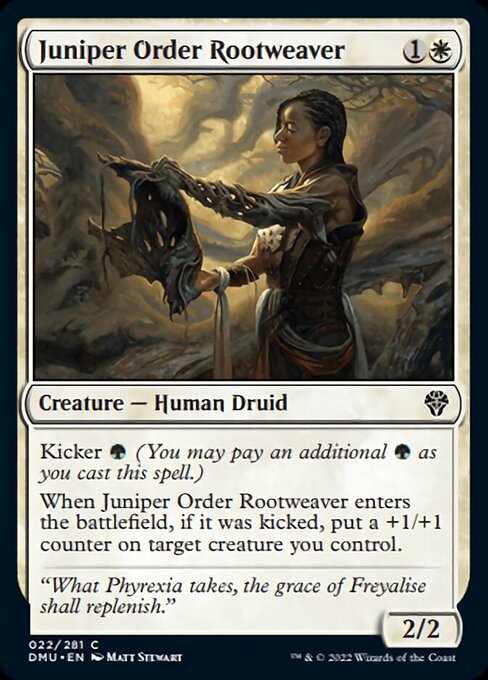 Juniper Order Rootweaver 1
Creature — Human Druid
Kicker (You may pay an additional as
you cast this spell.)
When Juniper Order Rootweaver enters
the battlefield, if it was kicked, put a +1/+1
counter on target creature you control.
“What Phyrexia takes, the grace of Freyalise
shall replenish.”
2/2
022/281 C
DMU • EN Matt Stewart
™ & © 2022 Wizards of the Coast